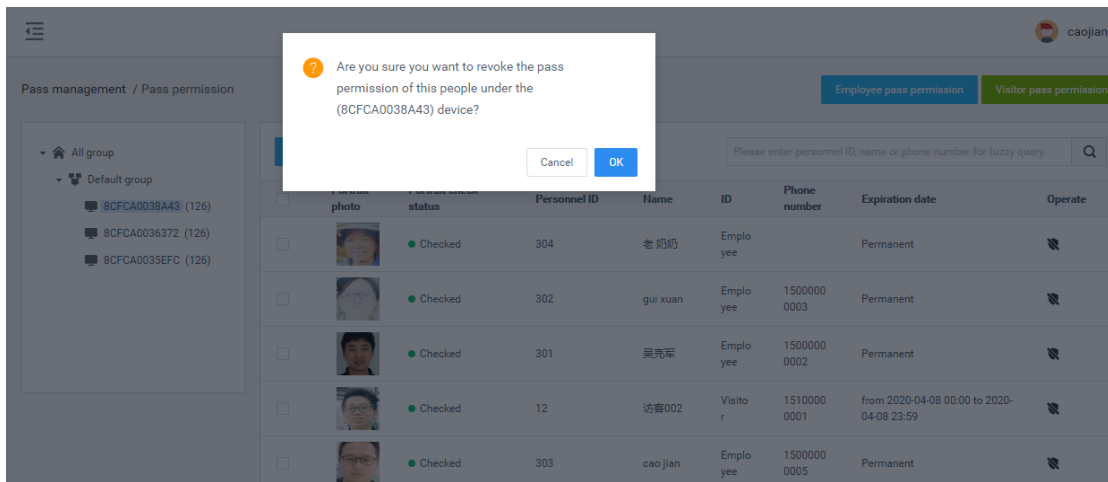 caojian
Are you sure you want to revoke the pass
permission of this people under the
(8CFCA0038A43) device?
Cancel
OK
Pass management / Pass permission
Employee pass permission
Visitor pass permission
All group
Default group
8CFCA0038A43 (126)
8CFCA0036372 (126)
8CFCA0035EFC (126)
Please enter personnel ID, name or phone number for fuzzy query.
Portrait
photo
Portrait check
status
Personnel ID
Name
ID
Phone
number
Expiration date
Operate
Checked
304
老 奶奶
Emplo
yee
Permanent
Checked
302
gui xuan
Emplo
yee
1500000
0003
Permanent
Checked
301
吴克军
Emplo
yee
1500000
0002
Permanent
Checked
12
访客002
Visito
r
1510000
0001
from 2020-04-08 00:00 to 2020-
04-08 23:59
Checked
303
cao jian
Emplo
yee
1500000
0005
Permanent